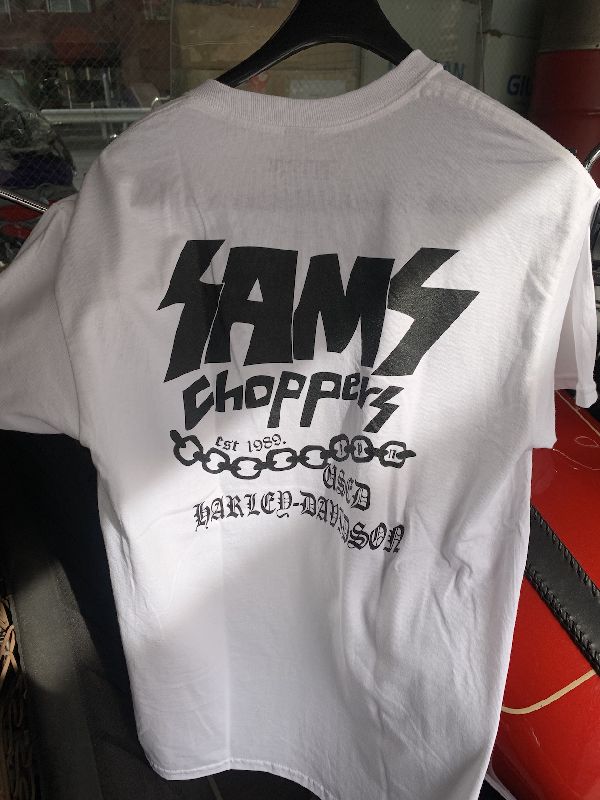 SAMS
Choppers
est 1989.
USED
HARLEY-DAVIDSON